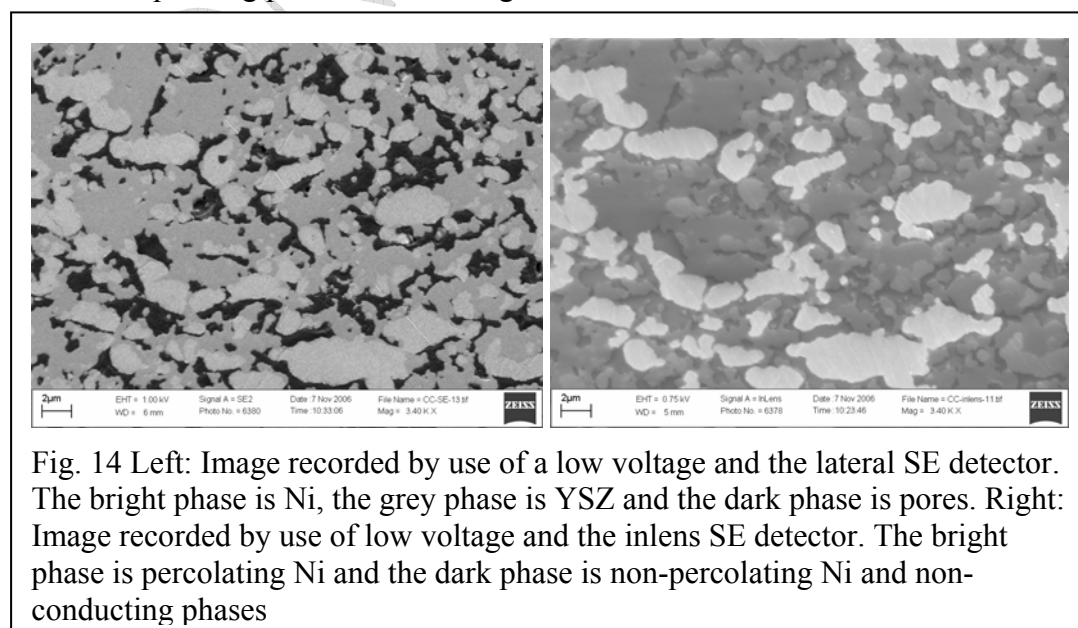 2µm
EHT = 1.00 kV Signal A = SE2 Date :7 Nov 2006 File Name = CC-SE-13.tif
WD = 6 mm Photo No. = 6380 Time :10:33:06 Mag = 3.40 K X
ZEISS
2µm
EHT = 0.75 kV Signal A = InLens Date :7 Nov 2006 File Name = CC-inlens-11.tif
WD = 5 mm Photo No. = 6378 Time :10:23:46 Mag = 3.40 K X
ZEISS
Fig. 14 Left: Image recorded by use of a low voltage and the lateral SE detector.
The bright phase is Ni, the grey phase is YSZ and the dark phase is pores. Right:
Image recorded by use of low voltage and the inlens SE detector. The bright
phase is percolating Ni and the dark phase is non-percolating Ni and non-
conducting phases